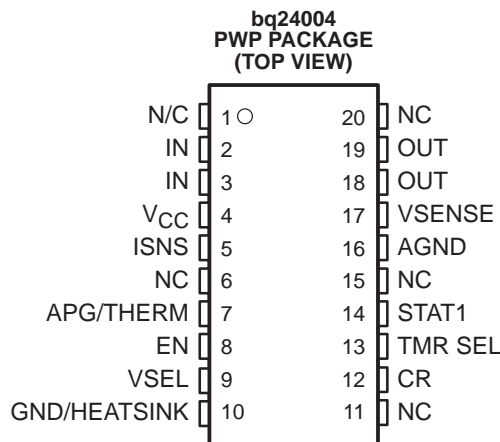 bq24004
PWP PACKAGE
(TOP VIEW)
N/C 1 20 NC
IN 2 19 OUT
IN 3 18 OUT
VCC 4 17 VSENSE
ISNS 5 16 AGND
NC 6 15 NC
APG/THERM 7 14 STAT1
EN 8 13 TMR SEL
VSEL 9 12 CR
GND/HEATSINK 10 11 NC